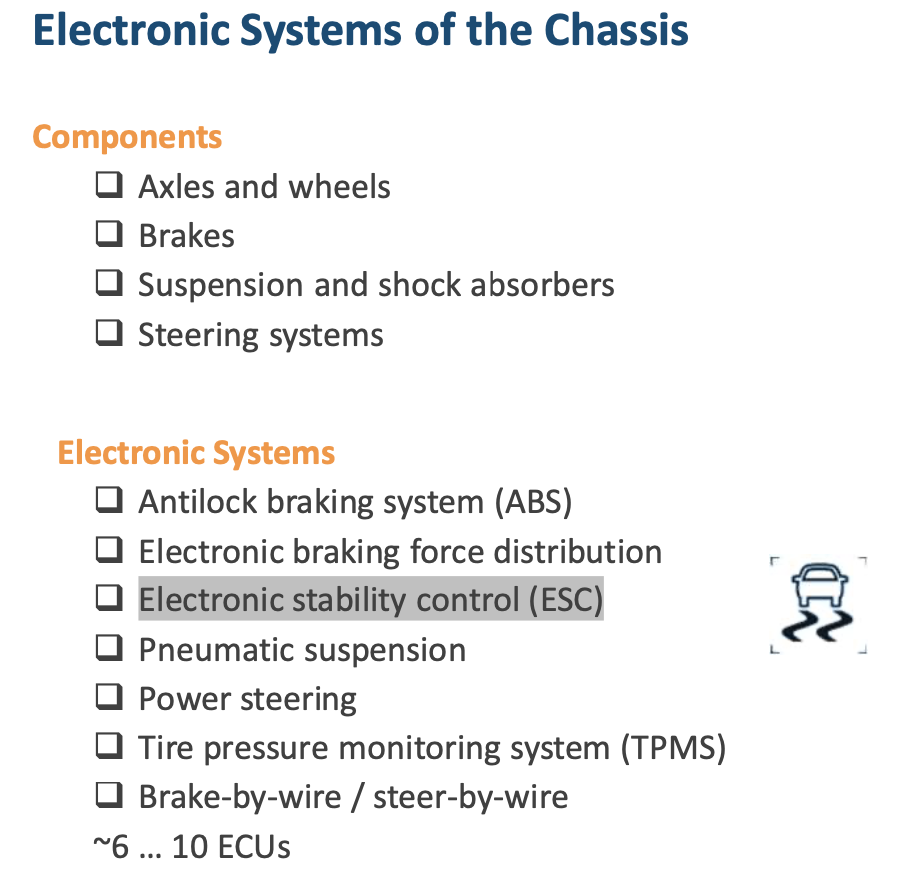 Electronic Systems of the Chassis
Components
❑ Axles and wheels
❑ Brakes
❑ Suspension and shock absorbers
❑ Steering systems
Electronic Systems
❑ Antilock braking system (ABS)
❑ Electronic braking force distribution
❑ Electronic stability control (ESC)
❑ Pneumatic suspension
❑ Power steering
❑ Tire pressure monitoring system (TPMS)
❑ Brake-by-wire / steer-by-wire
~6 … 10 ECUs